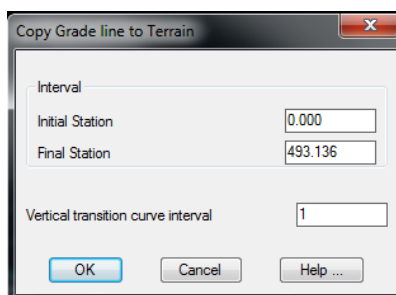 Copy Grade line to Terrain
Interval
Initial Station 0.000
Final Station 493.136
Vertical transition curve interval 1
OK Cancel Help ...